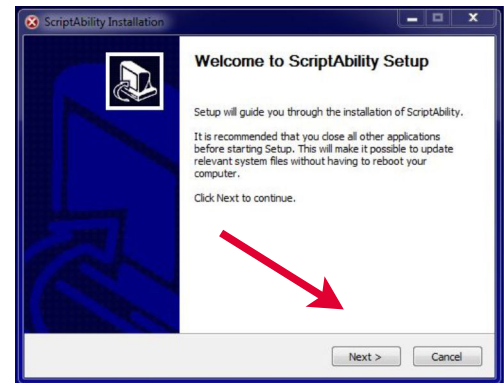 ScriptAbility Installation
Welcome to ScriptAbility Setup
Setup will guide you through the installation of ScriptAbility.
It is recommended that you close all other applications
before starting Setup. This will make it possible to update
relevant system files without having to reboot your
computer.
Click Next to continue.
Next >
Cancel